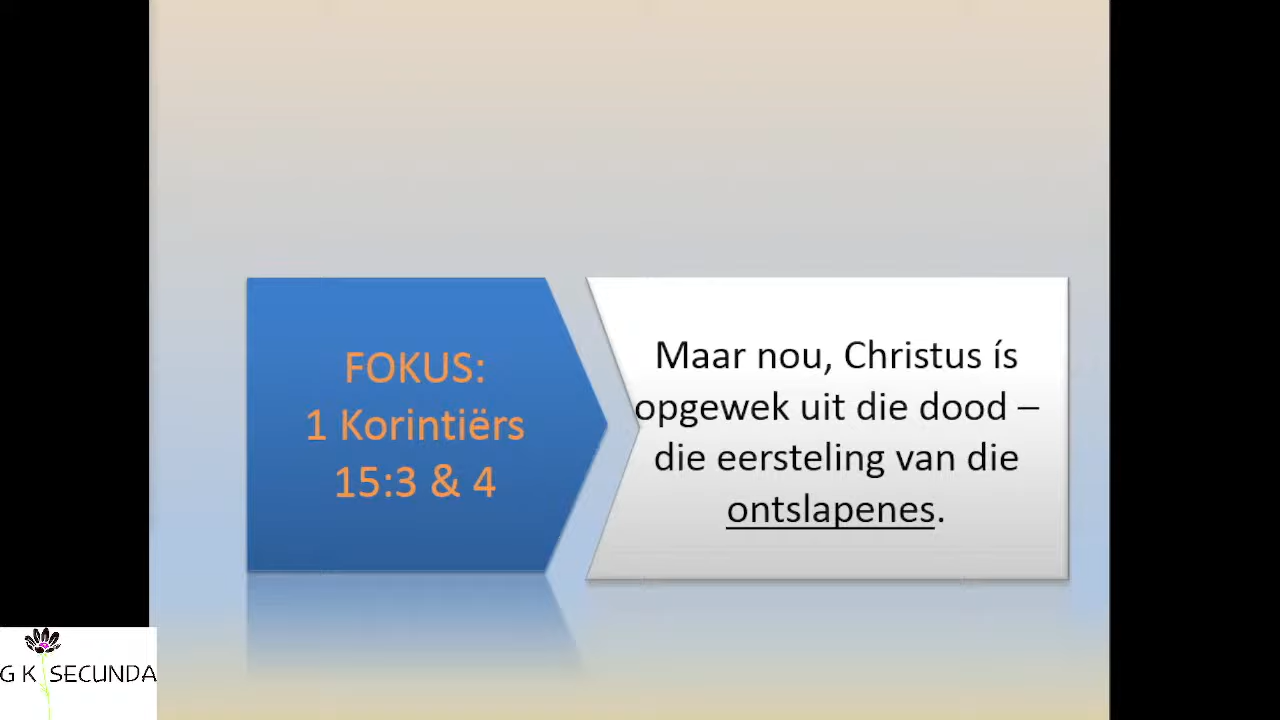 FOKUS:
1 Korintiërs
15:3 & 4
Maar nou, Christus ís
opgewek uit die dood –
die eersteling van die
ontslapenes.
G K SECUNDA